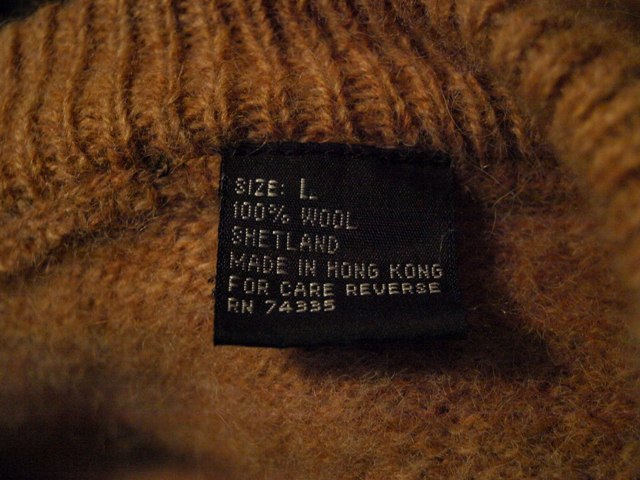 SIZE: L
100% WOOL
SHETLAND
MADE IN HONG KONG
FOR CARE REVERSE
RN 74335